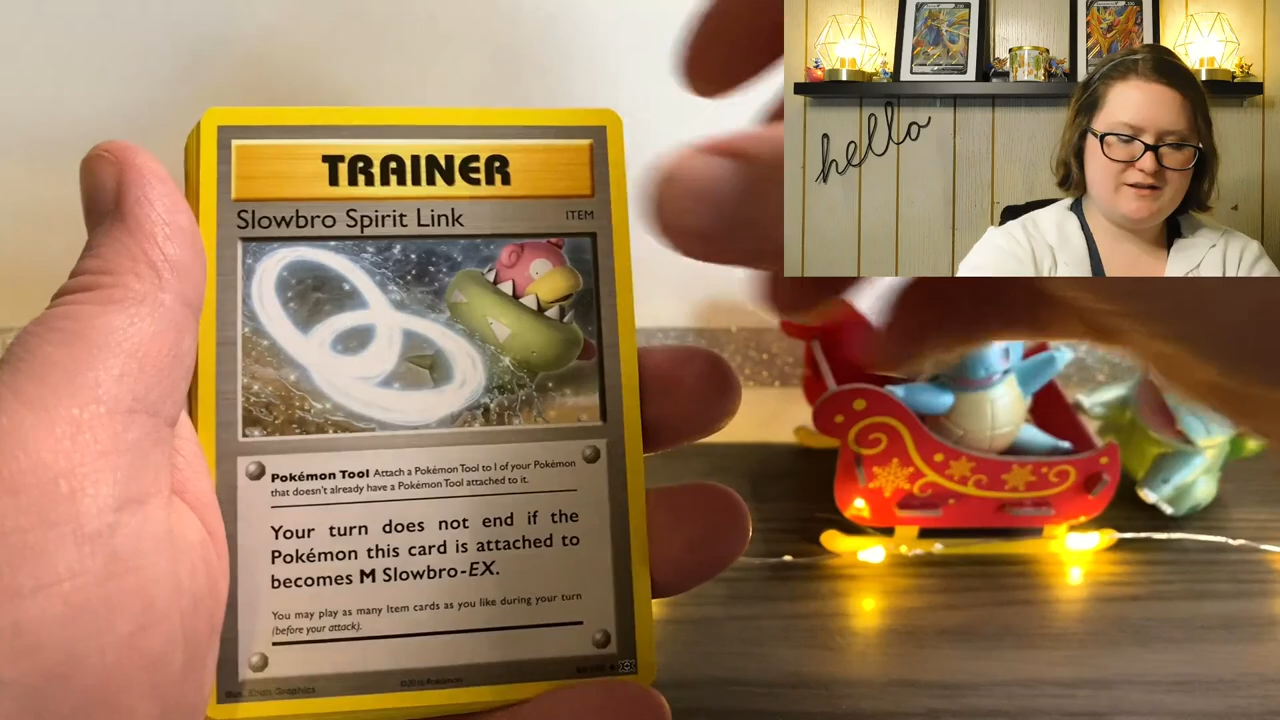 TRAINER
Slowbro Spirit Link
ITEM
Pokémon Tool Attach a Pokémon Tool to 1 of your Pokémon
that doesn't already have a Pokémon Tool attached to it.
Your turn does not end if the
Pokémon this card is attached to
becomes M Slowbro-EX.
You may play as many Item cards as you like during your turn
(before your attack).
©2016 Pokémon
hello